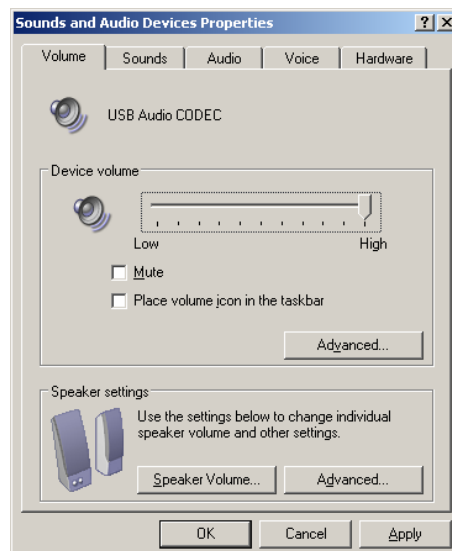 Sounds and Audio Devices Properties
Volume
Sounds
Audio
Voice
Hardware
USB Audio CODEC
Device volume
Low
High
Mute
Place volume icon in the taskbar
Advanced...
Speaker settings
Use the settings below to change individual
speaker volume and other settings.
Speaker Volume...
Advanced...
OK
Cancel
Apply